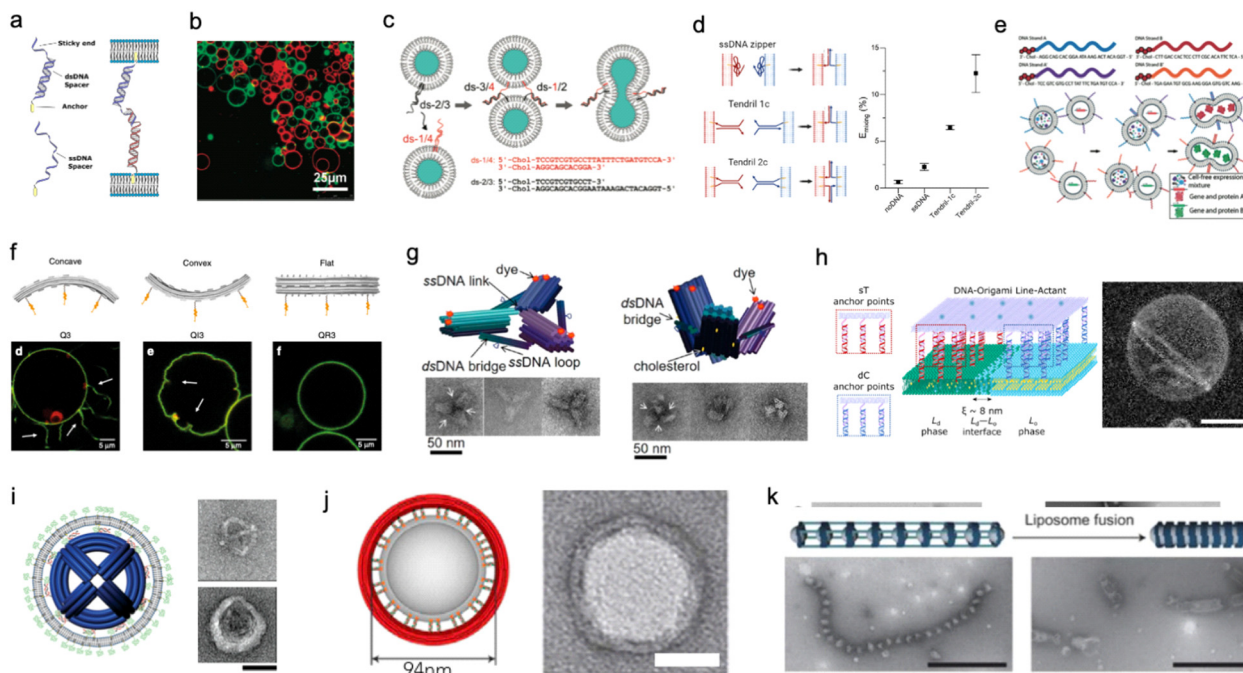 a
Sticky end
dsDNA
Spacer
Anchor
ssDNA
Spacer
b
25µm
c
ds-2/3
ds-3/4
ds-1/2
ds-1/4
ds-1/4: 5'-Chol-TCCGTCGTGCCTTATTTCTGATGTCCA-3'
3'-Chol-AGGCAGCACGGA-5'
ds-2/3: 5'-Chol-TCCGTCGTGCCT-3'
3'-Chol-AGGCAGCACGGAATAAAGACTACAGGT-5'
d
ssDNA zipper
Tendril 1c
Tendril 2c
Emixing (%)
15
10
5
0
noDNA
ssDNA
Tendril-1c
Tendril-2c
e
DNA Strand A
DNA Strand B
DNA Strand A'
DNA Strand B'
Cell-free expression
mixture
Gene and protein A
Gene and protein B
f
Concave
Convex
Flat
Q3
QI3
QR3
d
e
f
5 µm
5 µm
5 µm
g
ssDNA link
dye
dsDNA
bridge
ssDNA
loop
50 nm
dye
dsDNA
bridge
cholesterol
50 nm
h
DNA-Origami Line-Actant
sT
anchor points
dC
anchor points
ξ ~ 8 nm
Ld
phase
Ld—Lo
interface
Lo
phase
i
j
94nm
k
Liposome fusion